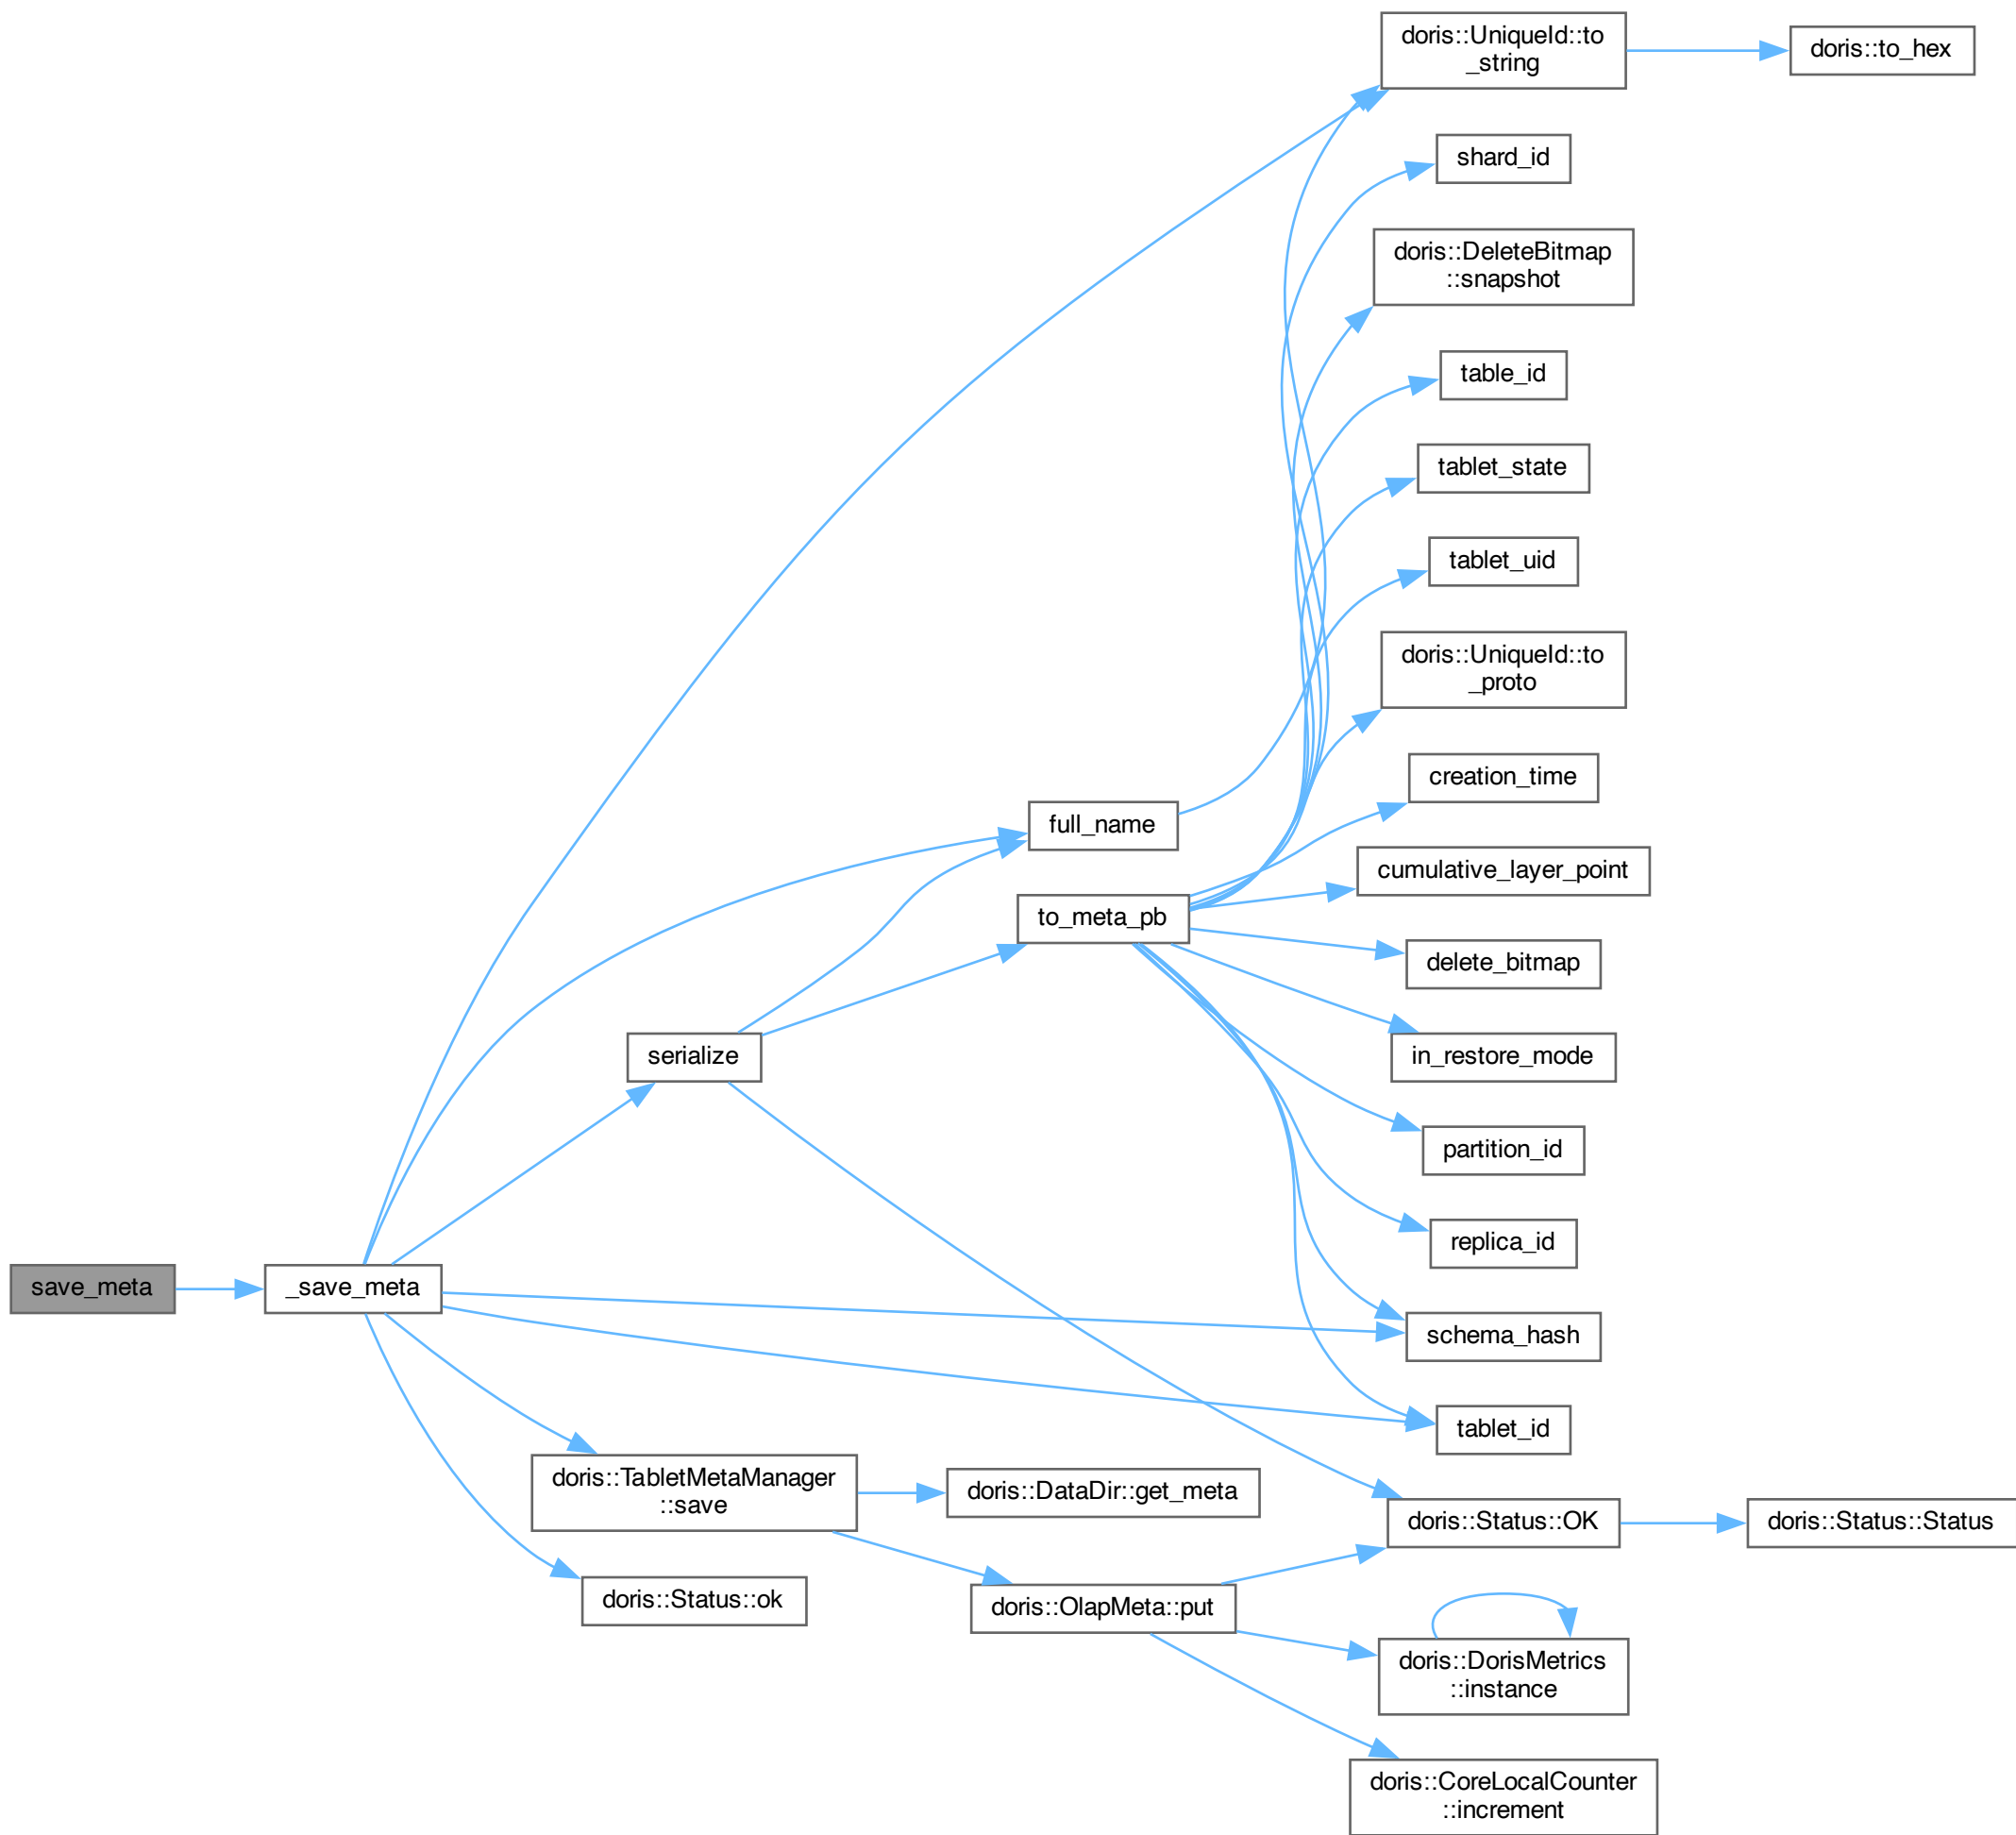 doris::UniqueId::to
_string
doris::to_hex
shard_id
doris::DeleteBitmap
::snapshot
table_id
tablet_state
tablet_uid
doris::UniqueId::to
_proto
creation_time
full_name
cumulative_layer_point
to_meta_pb
delete_bitmap
serialize
in_restore_mode
partition_id
replica_id
save_meta
_save_meta
schema_hash
tablet_id
doris::TabletMetaManager
::save
doris::DataDir::get_meta
doris::Status::OK
doris::Status::Status
doris::Status::ok
doris::OlapMeta::put
doris::DorisMetrics
::instance
doris::CoreLocalCounter
::increment